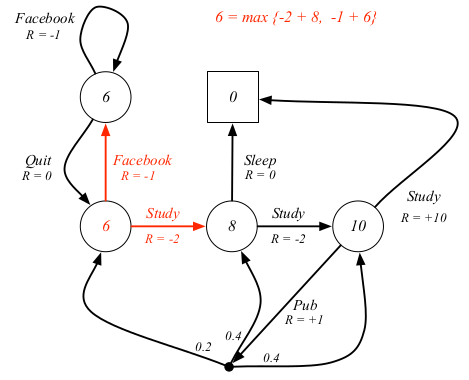 Facebook
R = -1
6 = max {-2 + 8, -1 + 6}
6
0
Quit
R = 0
Facebook
R = -1
Sleep
R = 0
Study
R = +10
6
Study
R = -2
8
Study
R = -2
10
Pub
R = +1
0.2
0.4
0.4